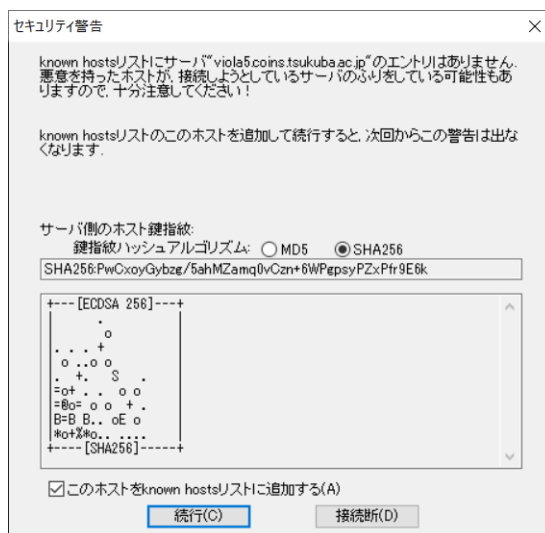 セキュリティ警告
known hostsリストにサーバ"viola5.coins.tsukuba.ac.jp"のエントリはありません.
悪意を持ったホストが, 接続しようとしているサーバのふりをしている可能性もあ
りますので, 十分注意してください!
known hostsリストのこのホストを追加して続行すると, 次回からこの警告は出な
くなります.
サーバ側のホスト鍵指紋:
鍵指紋ハッシュアルゴリズム: MD5 SHA256
SHA256:PwCxoyGybzg/5ahMZamq0vCzn+6WPgpsyPZxPfr9E6k
+---[ECDSA 256]---+
|      .          |
|       o         |
|. . . +          |
| o ..o o         |
| .  +.   S   .   |
|=o+ . .  o o     |
|=@o= o o  + .    |
|B=B B.. oE o     |
|*o+%*o.. ....    |
+----[SHA256]-----+
このホストをknown hostsリストに追加する(A)
続行(C) 接続断(D)